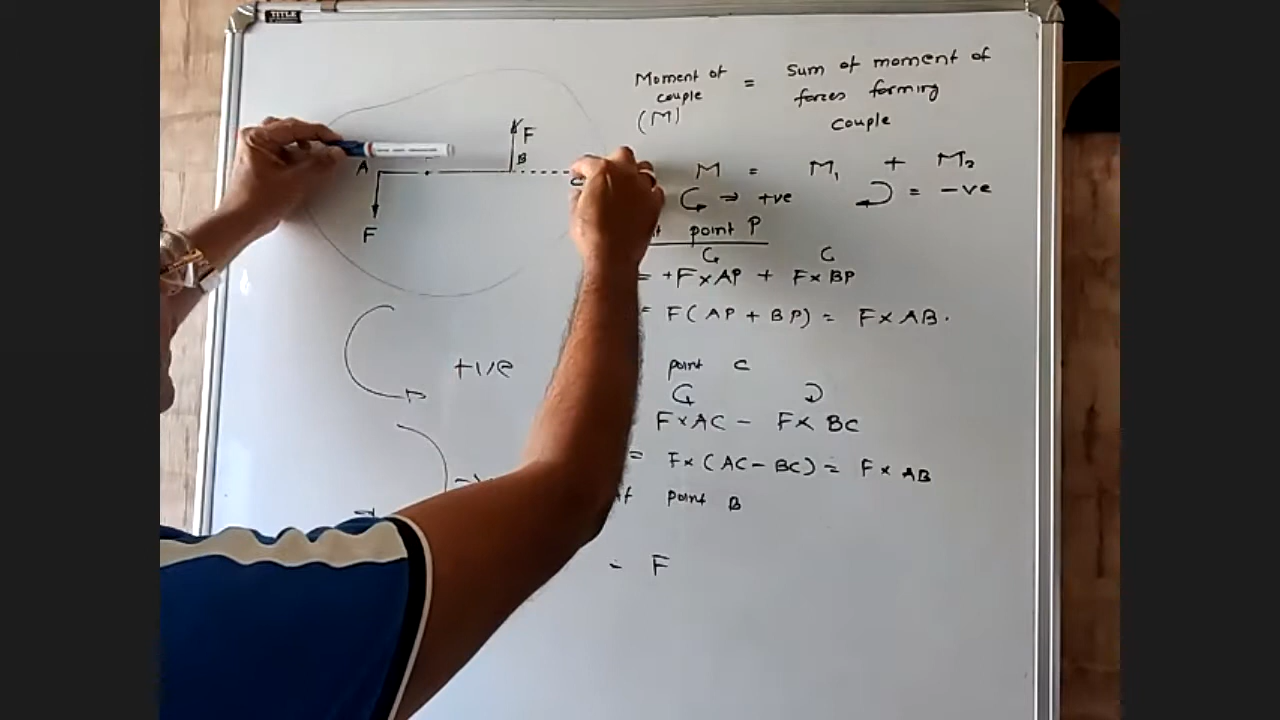 TITLE
Moment of couple (M) = Sum of moment of forces forming couple
F
B
A
F
M = M₁ + M₂
⇒ +ve = -ve
point P
= +F×AP + F×BP
= F(AP + BP) = F×AB.
+ve
point C
F×AC - F×BC
= F×(AC - BC) = F×AB
point B
= F